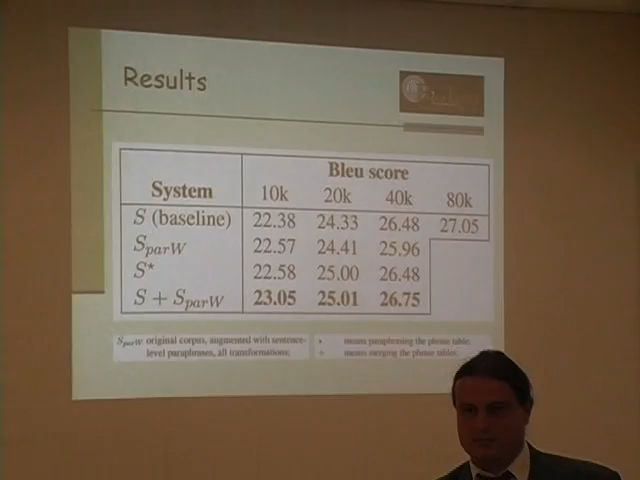 Results
Bleu score
System 10k 20k 40k 80k
S (baseline) 22.38 24.33 26.48 27.05
S_parW 22.57 24.41 25.96
S* 22.58 25.00 26.48
S + S_parW 23.05 25.01 26.75
S_parW original corpus, augmented with sentence-
level paraphrases, all transformations;
* means paraphrasing the phrase table;
+ means merging the phrase tables